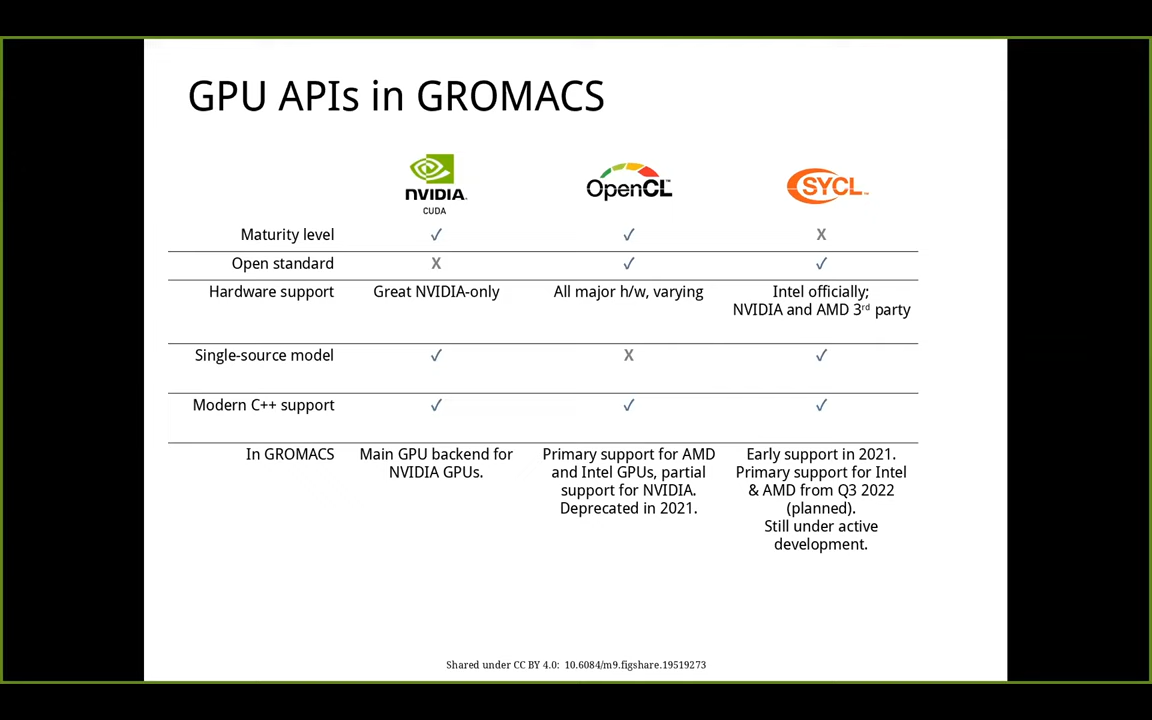 GPU APIs in GROMACS
NVIDIA.
CUDA
OpenCL™
SYCL™
Maturity level ✓ ✓ X
Open standard X ✓ ✓
Hardware support Great NVIDIA-only All major h/w, varying Intel officially;
NVIDIA and AMD 3rd party
Single-source model ✓ X ✓
Modern C++ support ✓ ✓ ✓
In GROMACS
Main GPU backend for
NVIDIA GPUs.
Primary support for AMD
and Intel GPUs, partial
support for NVIDIA.
Deprecated in 2021.
Early support in 2021.
Primary support for Intel
& AMD from Q3 2022
(planned).
Still under active
development.
Shared under CC BY 4.0: 10.6084/m9.figshare.19519273